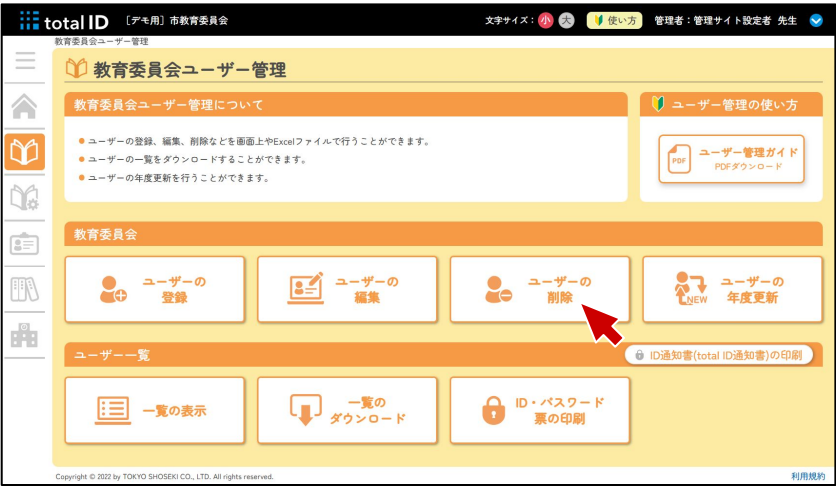 total ID ［デモ用］市教育委員会 文字サイズ： 小 大 使い方 管理者：管理サイト設定者 先生
教育委員会ユーザー管理
教育委員会ユーザー管理
教育委員会ユーザー管理について
ユーザーの登録、編集、削除などを画面上やExcelファイルで行うことができます。
ユーザーの一覧をダウンロードすることができます。
ユーザーの年度更新を行うことができます。
ユーザー管理の使い方
PDF
ユーザー管理ガイド
PDFダウンロード
教育委員会
ユーザーの
登録
ユーザーの
編集
ユーザーの
削除
NEW
ユーザーの
年度更新
ユーザー一覧
ID通知書(total ID通知書)の印刷
一覧の表示
一覧の
ダウンロード
ID・パスワード
票の印刷
Copyright © 2022 by TOKYO SHOSEKI CO., LTD. All rights reserved.
利用規約